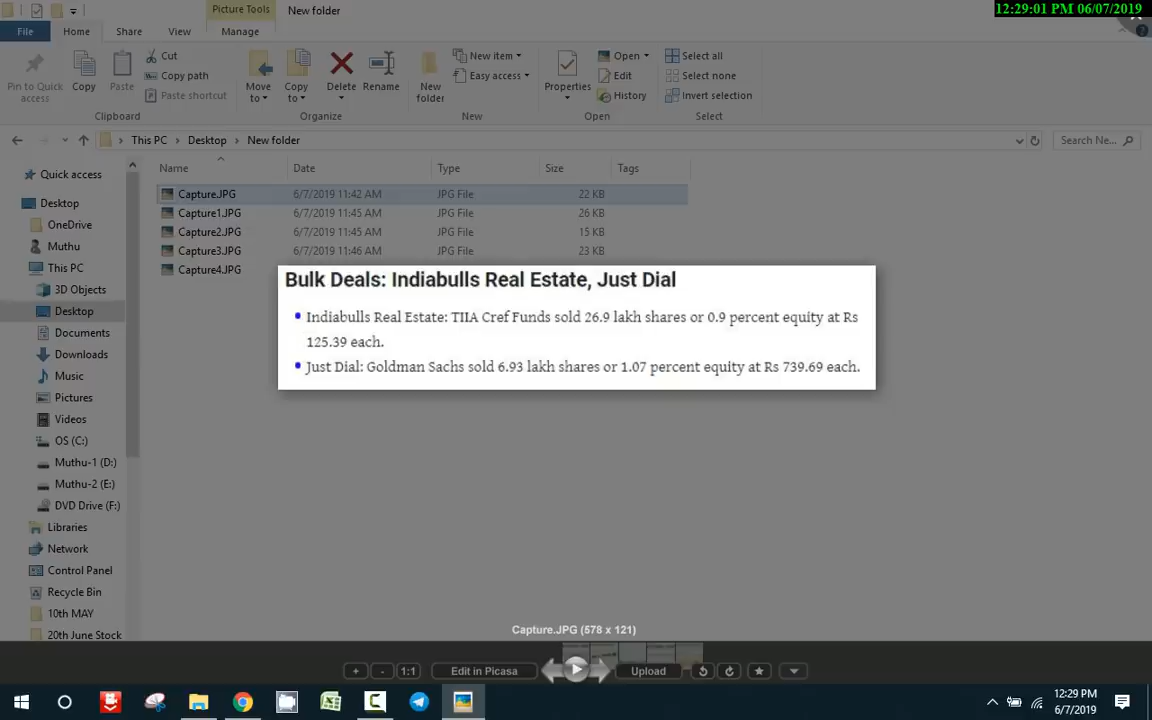 Picture Tools
New folder
12:29:01 PM 06/07/2019
File
Home
Share
View
Manage
Pin to Quick access
Copy
Paste
Cut
Copy path
Paste shortcut
Clipboard
Move to
Copy to
Delete
Rename
Organize
New folder
New item
Easy access
New
Properties
Open
Edit
History
Open
Select all
Select none
Invert selection
Select
This PC > Desktop > New folder
Search Ne...
Name Date Type Size Tags
Capture.JPG 6/7/2019 11:42 AM JPG File 22 KB
Capture1.JPG 6/7/2019 11:45 AM JPG File 26 KB
Capture2.JPG 6/7/2019 11:45 AM JPG File 15 KB
Capture3.JPG 6/7/2019 11:46 AM JPG File 23 KB
Capture4.JPG
Quick access
Desktop
OneDrive
Muthu
This PC
3D Objects
Desktop
Documents
Downloads
Music
Pictures
Videos
OS (C:)
Muthu-1 (D:)
Muthu-2 (E:)
DVD Drive (F:)
Libraries
Network
Control Panel
Recycle Bin
10th MAY
20th June Stock
Bulk Deals: Indiabulls Real Estate, Just Dial
• Indiabulls Real Estate: TIIA Cref Funds sold 26.9 lakh shares or 0.9 percent equity at Rs
125.39 each.
• Just Dial: Goldman Sachs sold 6.93 lakh shares or 1.07 percent equity at Rs 739.69 each.
Capture.JPG (578 x 121)
+ - 1:1 Edit in Picasa Upload
12:29 PM
6/7/2019